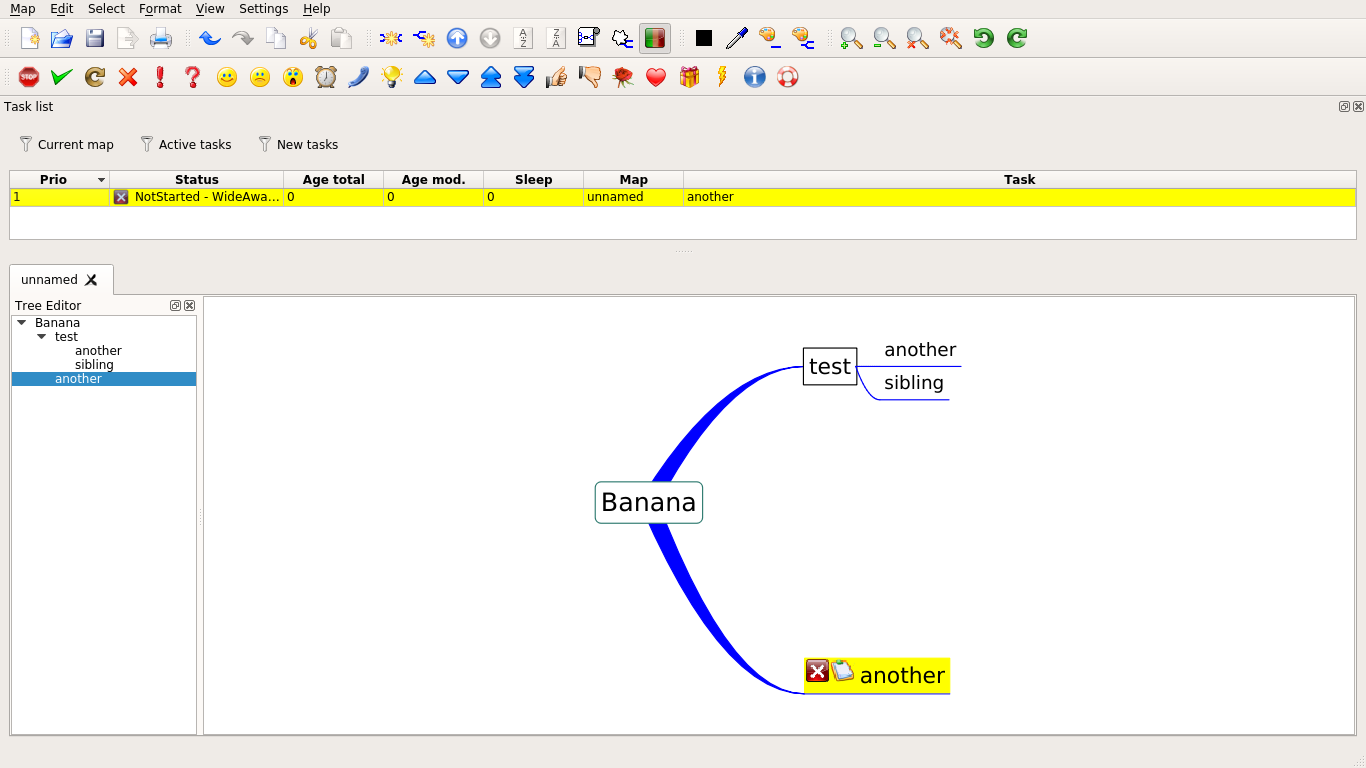 Map Edit Select Format View Settings Help
STOP
A
Z
Z
A
Task list
Current map Active tasks New tasks
Prio Status Age total Age mod. Sleep Map Task
1 NotStarted - WideAwa... 0 0 0 unnamed another
unnamed
Tree Editor
Banana
test
another
sibling
another
another
test
sibling
Banana
another